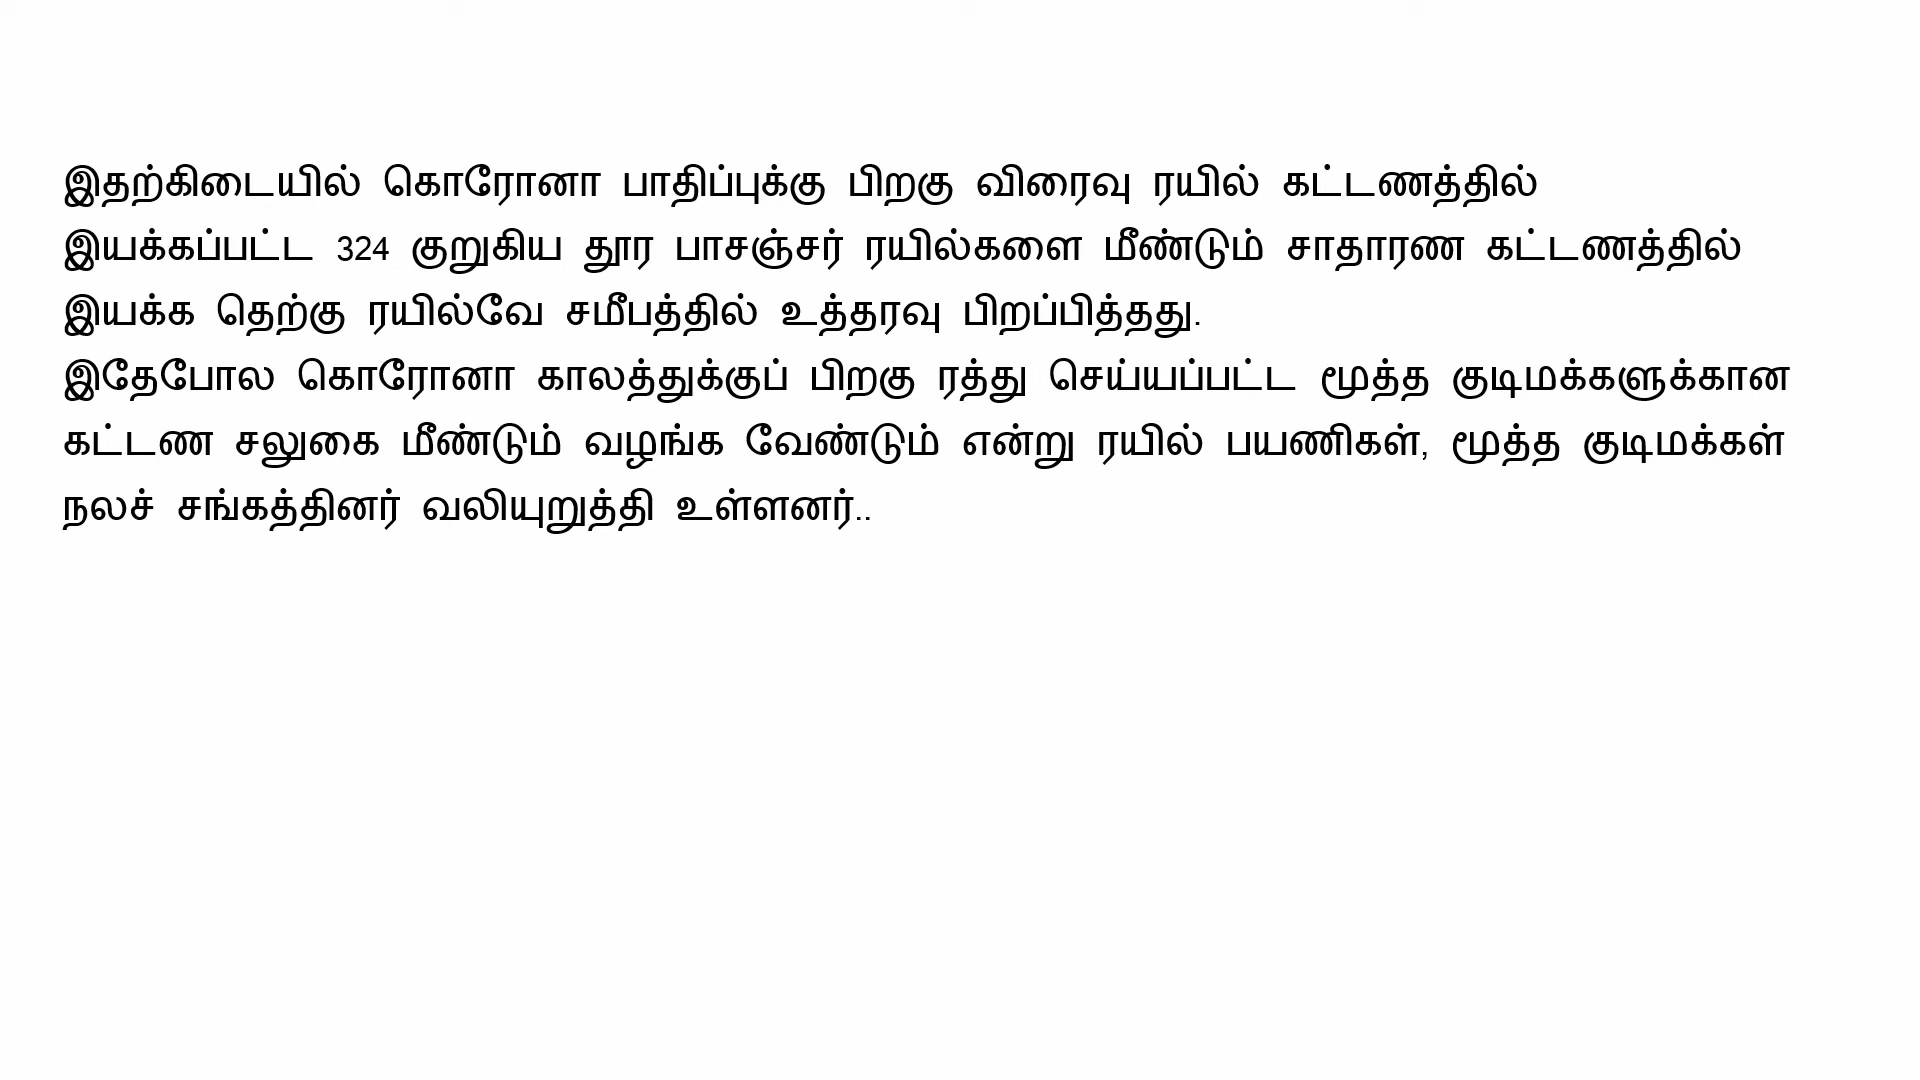 இதற்கிடையில் கொரோனா பாதிப்புக்கு பிறகு விரைவு ரயில் கட்டணத்தில்
இயக்கப்பட்ட 324 குறுகிய தூர பாசஞ்சர் ரயில்களை மீண்டும் சாதாரண கட்டணத்தில்
இயக்க தெற்கு ரயில்வே சமீபத்தில் உத்தரவு பிறப்பித்தது.
இதேபோல கொரோனா காலத்துக்குப் பிறகு ரத்து செய்யப்பட்ட மூத்த குடிமக்களுக்கான
கட்டண சலுகை மீண்டும் வழங்க வேண்டும் என்று ரயில் பயணிகள், மூத்த குடிமக்கள்
நலச் சங்கத்தினர் வலியுறுத்தி உள்ளனர்..